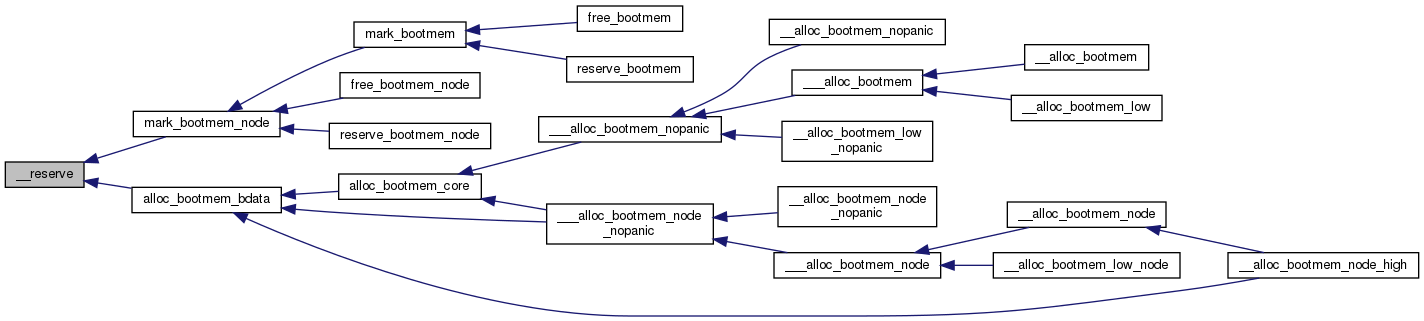 __reserve
mark_bootmem_node
alloc_bootmem_bdata
mark_bootmem
free_bootmem_node
reserve_bootmem_node
alloc_bootmem_core
free_bootmem
reserve_bootmem
___alloc_bootmem_nopanic
___alloc_bootmem_node
_nopanic
__alloc_bootmem_nopanic
___alloc_bootmem
__alloc_bootmem_low
_nopanic
__alloc_bootmem_node
_nopanic
___alloc_bootmem_node
__alloc_bootmem
__alloc_bootmem_low
__alloc_bootmem_node
__alloc_bootmem_low_node
__alloc_bootmem_node_high